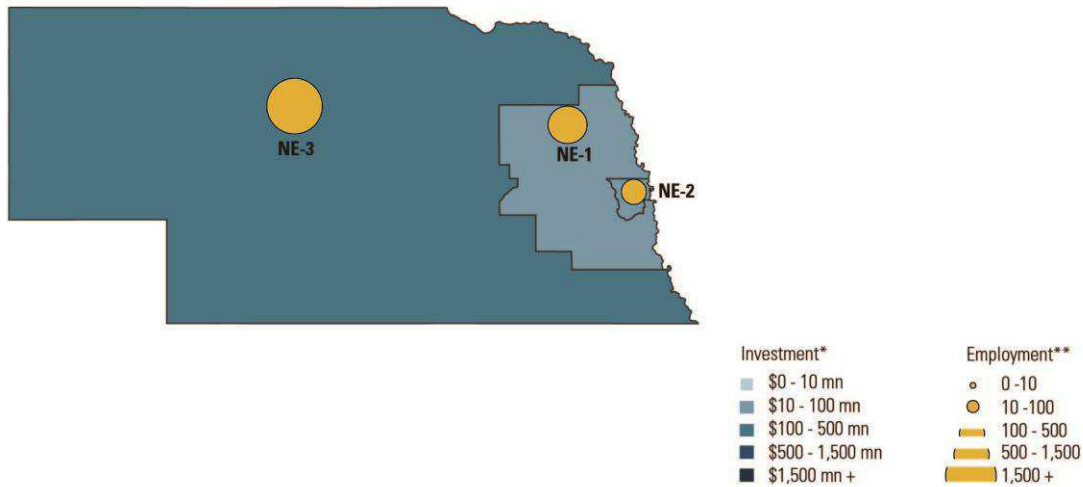 NE-3
NE-1
NE-2
Investment*
$0 - 10 mn
$10 - 100 mn
$100 - 500 mn
$500 - 1,500 mn
$1,500 mn +
Employment**
0 -10
10 -100
100 - 500
500 - 1,500
1,500 +